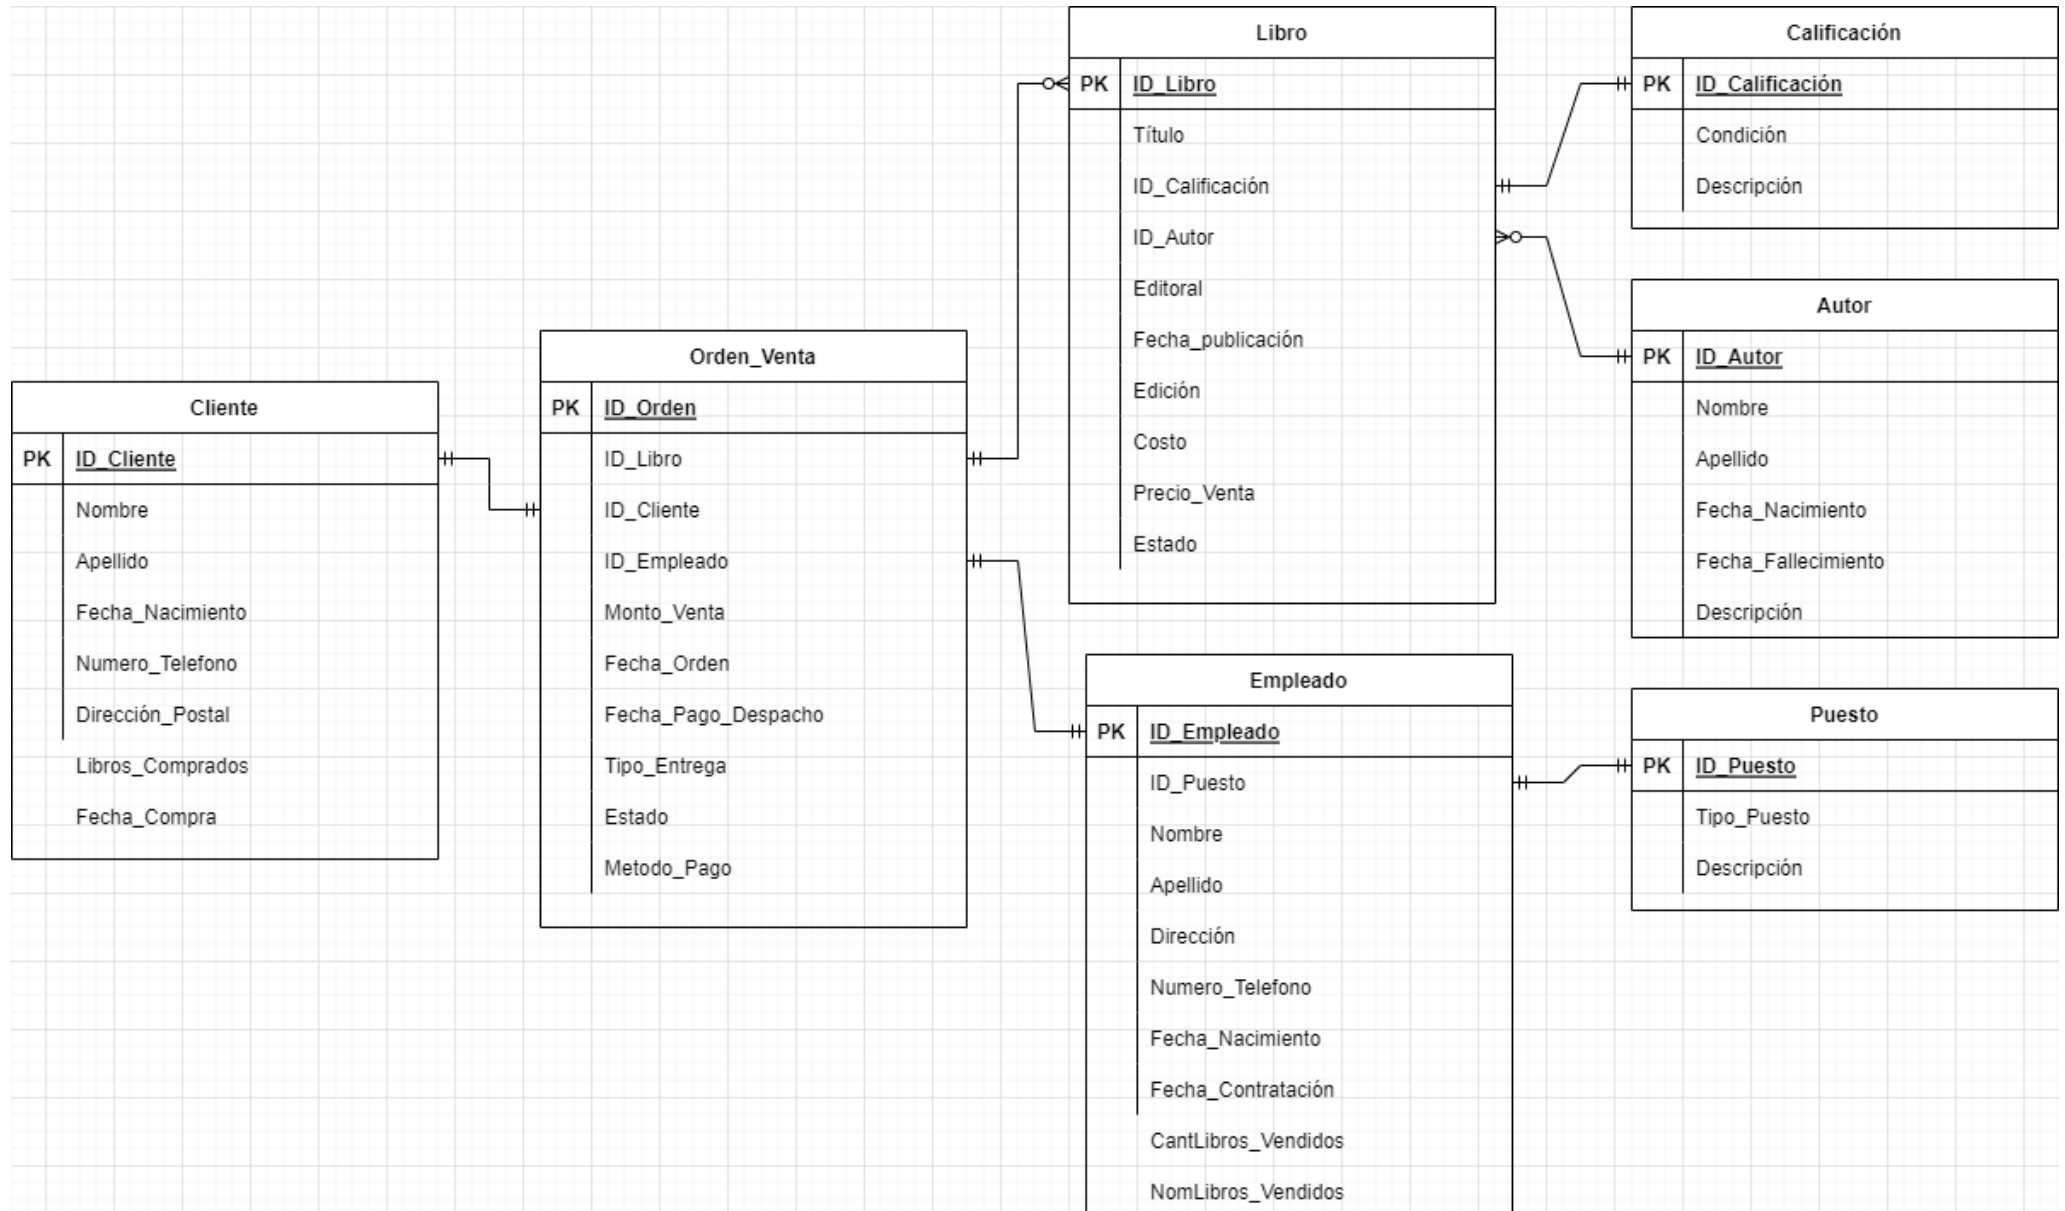 Cliente
PK ID_Cliente
Nombre
Apellido
Fecha_Nacimiento
Numero_Telefono
Dirección_Postal
Libros_Comprados
Fecha_Compra
Orden_Venta
PK ID_Orden
ID_Libro
ID_Cliente
ID_Empleado
Monto_Venta
Fecha_Orden
Fecha_Pago_Despacho
Tipo_Entrega
Estado
Metodo_Pago
Libro
PK ID_Libro
Título
ID_Calificación
ID_Autor
Editoral
Fecha_publicación
Edición
Costo
Precio_Venta
Estado
Empleado
PK ID_Empleado
ID_Puesto
Nombre
Apellido
Dirección
Numero_Telefono
Fecha_Nacimiento
Fecha_Contratación
CantLibros_Vendidos
NomLibros_Vendidos
Calificación
PK ID_Calificación
Condición
Descripción
Autor
PK ID_Autor
Nombre
Apellido
Fecha_Nacimiento
Fecha_Fallecimiento
Descripción
Puesto
PK ID_Puesto
Tipo_Puesto
Descripción